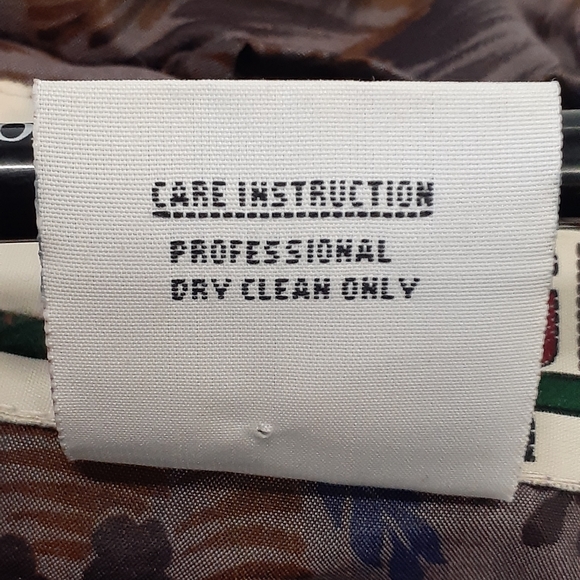 CARE INSTRUCTION
PROFESSIONAL
DRY CLEAN ONLY